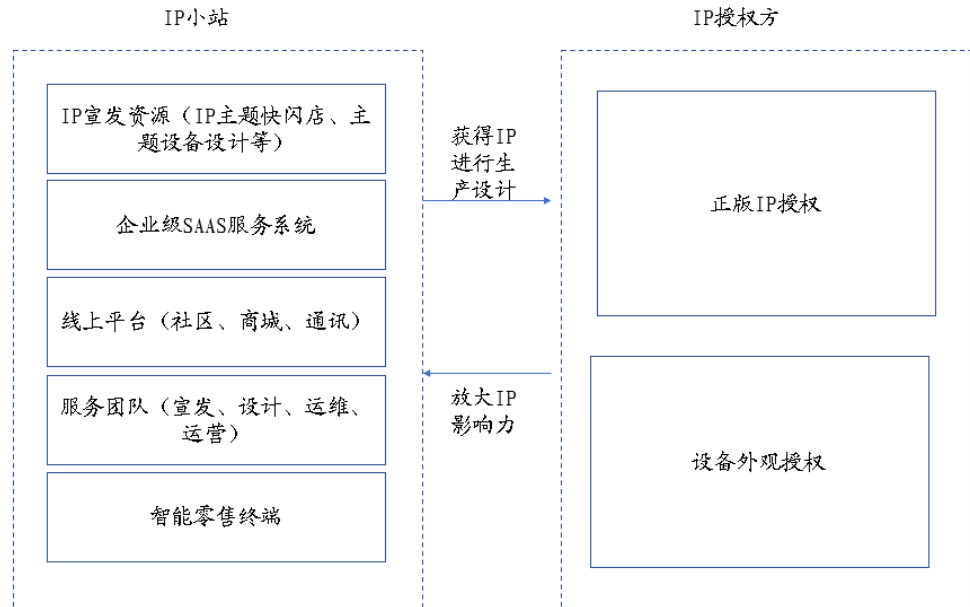 IP小站
IP授权方
IP宣发资源（IP主题快闪店、主
题设备设计等）
企业级SAAS服务系统
线上平台（社区、商城、通讯）
服务团队（宣发、设计、运维、
运营）
智能零售终端
获得IP
进行生
产设计
放大IP
影响力
正版IP授权
设备外观授权